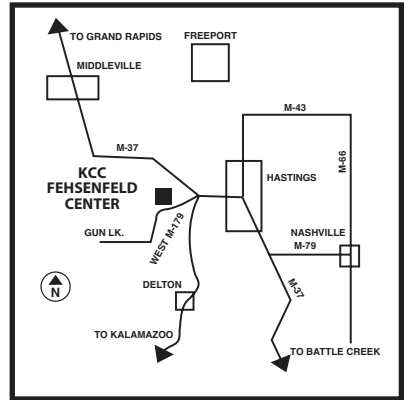 TO GRAND RAPIDS
FREEPORT
MIDDLEVILLE
M-43
M-37
KCC
FEHSENFELD
CENTER
HASTINGS
M-66
WEST M-179
GUN LK.
NASHVILLE
M-79
DELTON
M-37
N
TO KALAMAZOO
TO BATTLE CREEK